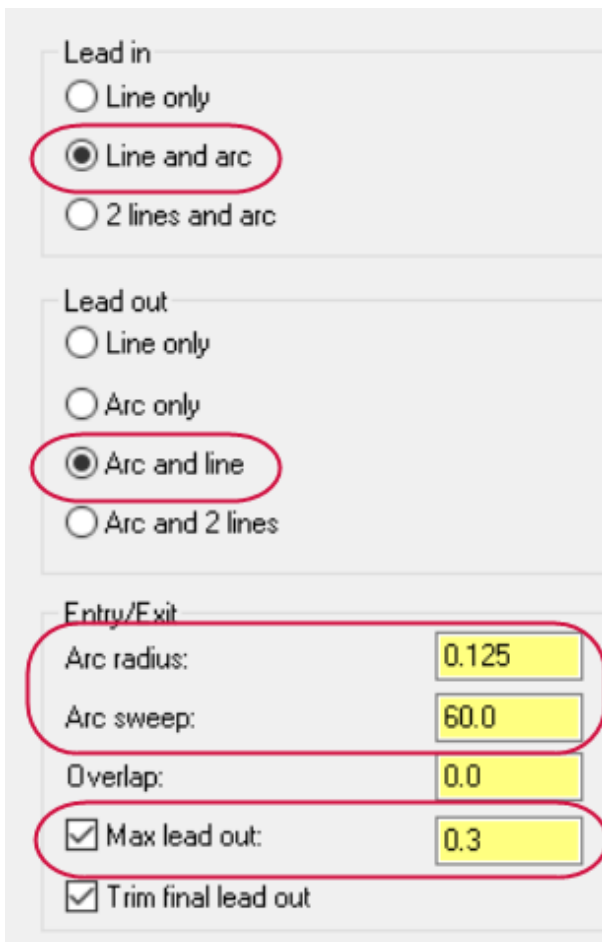 Lead in
Line only
Line and arc
2 lines and arc
Lead out
Line only
Arc only
Arc and line
Arc and 2 lines
Entry/Exit
Arc radius: 0.125
Arc sweep: 60.0
Overlap: 0.0
Max lead out: 0.3
Trim final lead out